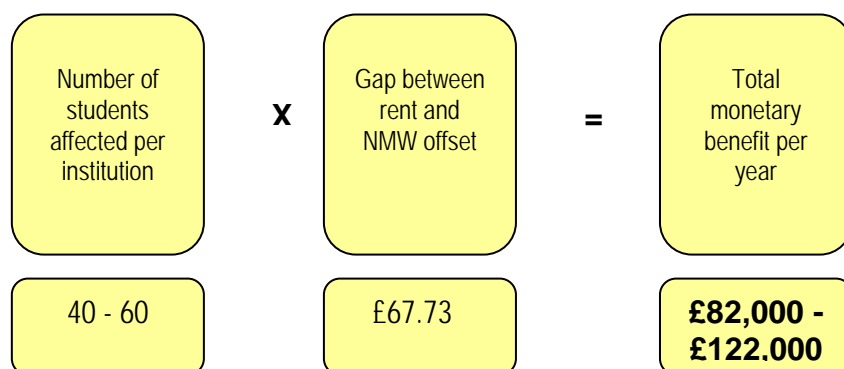 Number of
students
affected per
institution
X
Gap between
rent and
NMW offset
=
Total
monetary
benefit per
year
40 - 60
£67.73
£82,000 -
£122,000